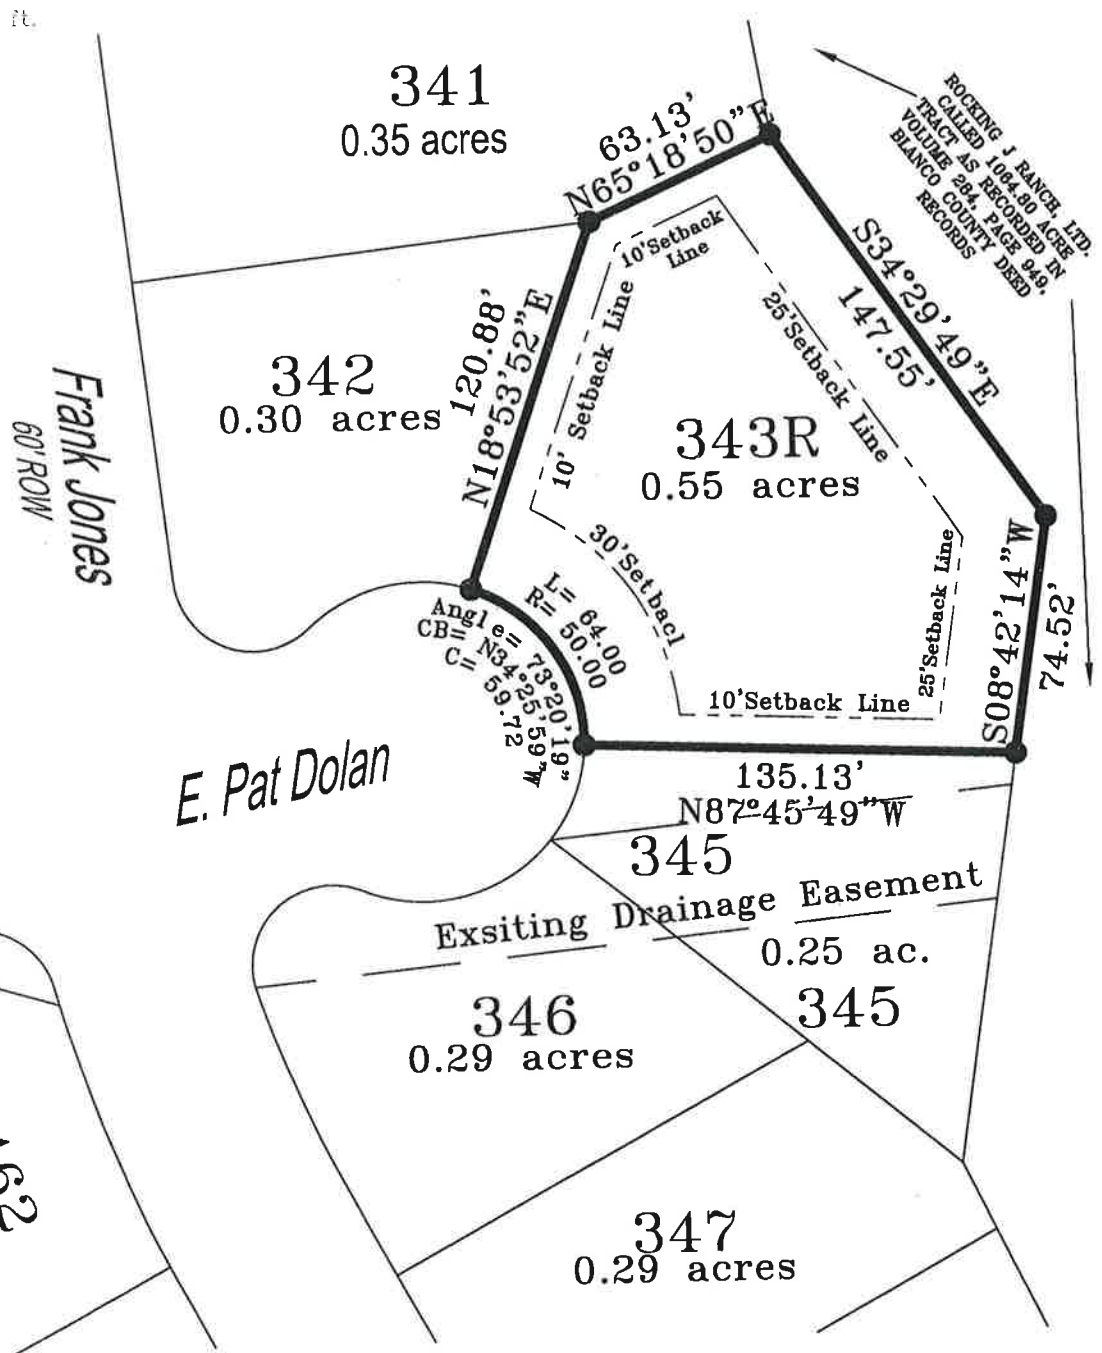 ft.
341
0.35 acres
63.13'
N65°18'50"E
ROCKING J RANCH, LTD.
CALLED 1064.80 ACRE
TRACT AS RECORDED IN
VOLUME 284, PAGE 949,
BLANCO COUNTY DEED
RECORDS
10'Setback
Line
S34°29'49"E
147.55'
25'Setback Line
120.88'
N18°53'52"E
10' Setback Line
342
0.30 acres
343R
0.55 acres
Frank Jones
60'ROW
30'Setbacl
L= 64.00
R= 50.00
Angle= 73°20'19"
CB= N34°25'59"W
C= 59.72
25'Setback Line
S08°42'14"W
74.52'
10'Setback Line
135.13'
N87°45'49"W
E. Pat Dolan
345
Exsiting Drainage Easement
0.25 ac.
345
346
0.29 acres
347
0.29 acres
462